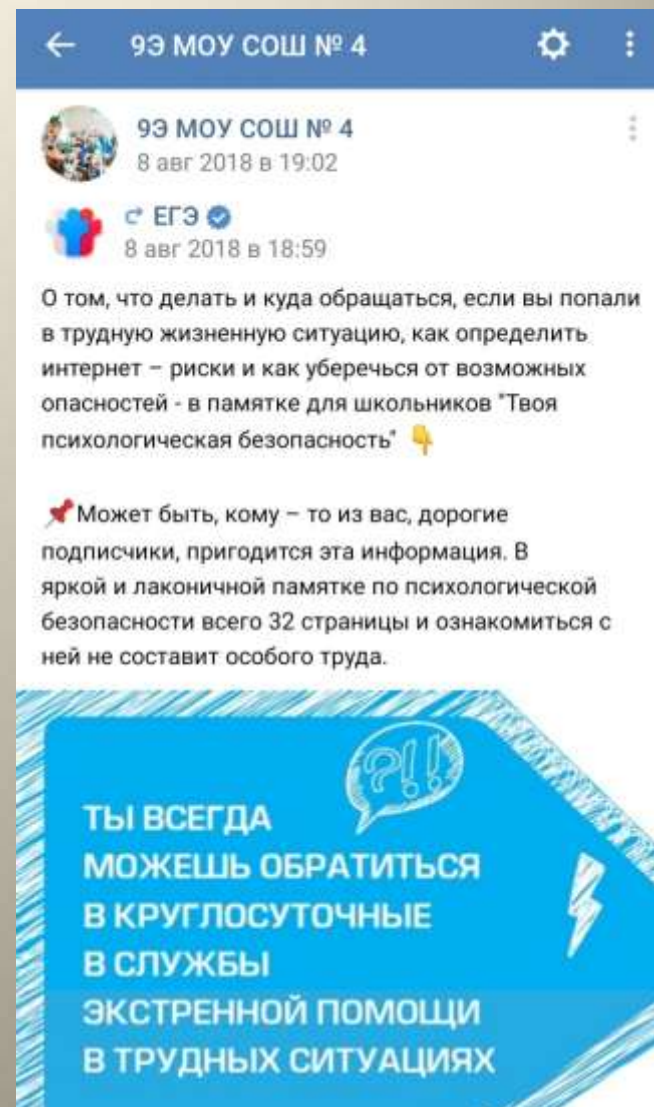 9Э МОУ СОШ № 4
9Э МОУ СОШ № 4
8 авг 2018 в 19:02
ЕГЭ
8 авг 2018 в 18:59
О том, что делать и куда обращаться, если вы попали
в трудную жизненную ситуацию, как определить
интернет – риски и как уберечься от возможных
опасностей - в памятке для школьников "Твоя
психологическая безопасность" 👇
📌Может быть, кому – то из вас, дорогие
подписчики, пригодится эта информация. В
яркой и лаконичной памятке по психологической
безопасности всего 32 страницы и ознакомиться с
ней не составит особого труда.
?!!
ТЫ ВСЕГДА
МОЖЕШЬ ОБРАТИТЬСЯ
В КРУГЛОСУТОЧНЫЕ
В СЛУЖБЫ
ЭКСТРЕННОЙ ПОМОЩИ
В ТРУДНЫХ СИТУАЦИЯХ